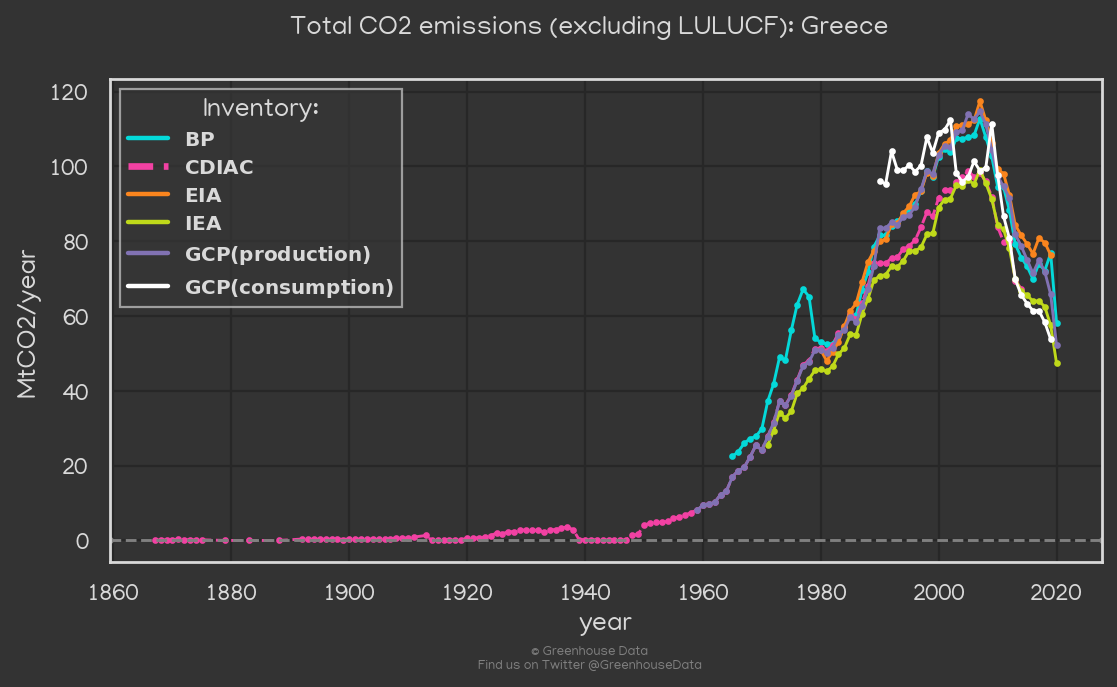 Total CO2 emissions (excluding LULUCF): Greece
Inventory:
BP
CDIAC
EIA
IEA
GCP(production)
GCP(consumption)
MtCO2/year
120
100
80
60
40
20
0
1860 1880 1900 1920 1940 1960 1980 2000 2020
year
© Greenhouse Data
Find us on Twitter @GreenhouseData